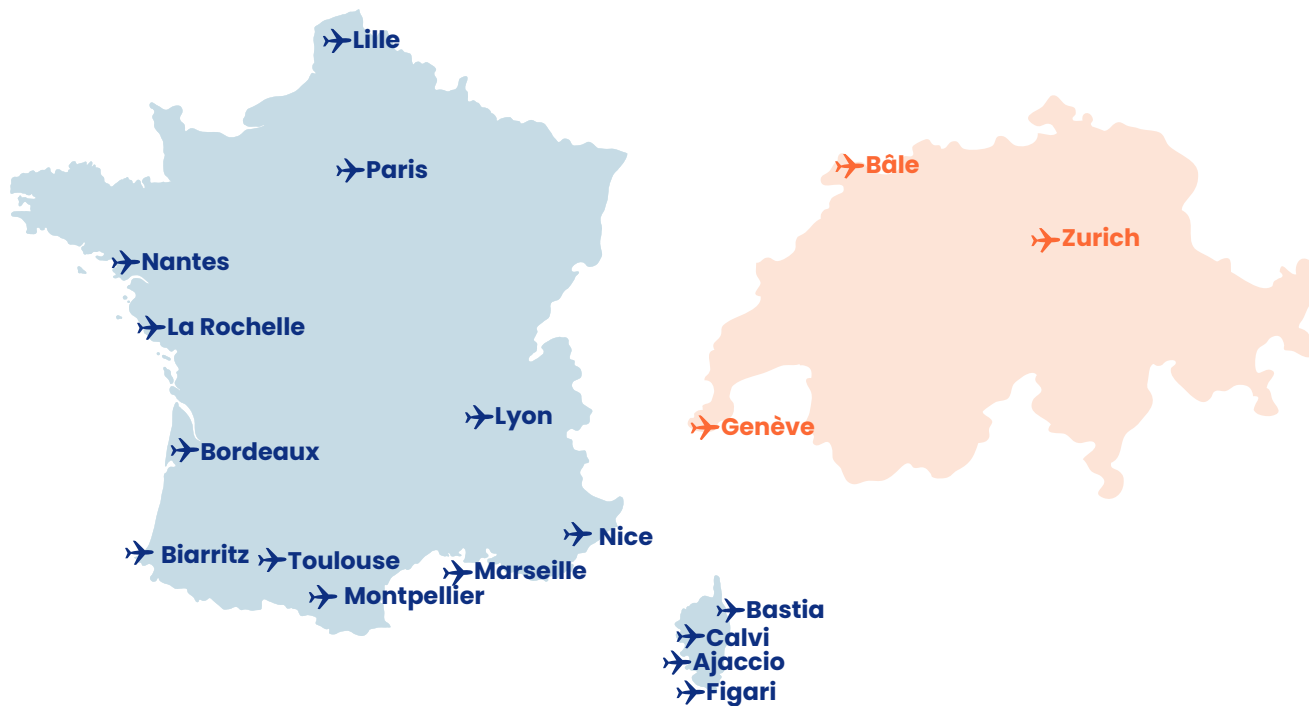 Lille
Paris
Nantes
La Rochelle
Lyon
Bordeaux
Nice
Biarritz
Toulouse
Marseille
Montpellier
Bastia
Calvi
Ajaccio
Figari
Bâle
Zurich
Genève